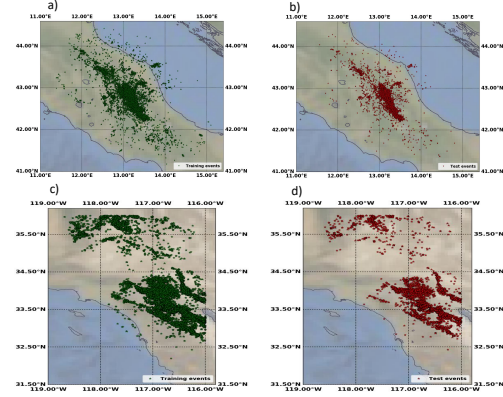 a)
b)
11.00°E 12.00°E 13.00°E 14.00°E 15.00°E
11.00°E 12.00°E 13.00°E 14.00°E 15.00°E
44.00°N 44.00°N 44.00°N 44.00°N
43.00°N 43.00°N 43.00°N 43.00°N
42.00°N 42.00°N 42.00°N 42.00°N
Training events
Test events
41.00°N 41.00°N 41.00°N 41.00°N
11.00°E 12.00°E 13.00°E 14.00°E 15.00°E
11.00°E 12.00°E 13.00°E 14.00°E 15.00°E
c)
d)
119.00°W 118.00°W 117.00°W 116.00°W
119.00°W 118.00°W 117.00°W 116.00°W
35.50°N 35.50°N 35.50°N 35.50°N
34.50°N 34.50°N 34.50°N 34.50°N
33.50°N 33.50°N 33.50°N 33.50°N
32.50°N 32.50°N 32.50°N 32.50°N
Training events
Test events
31.50°N 31.50°N 31.50°N 31.50°N
119.00°W 118.00°W 117.00°W 116.00°W
119.00°W 118.00°W 117.00°W 116.00°W